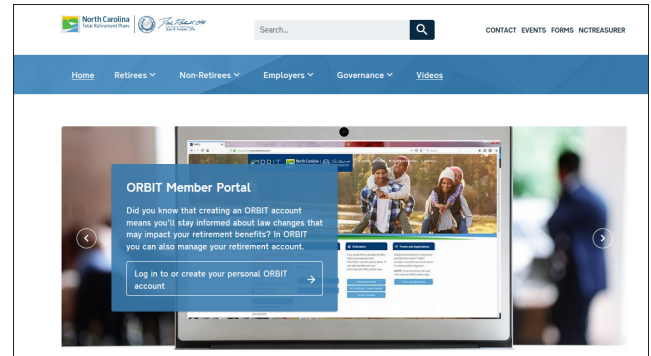 North Carolina
Total Retirement Plans
Dale R. Folwell, CPA
Search...
CONTACT EVENTS FORMS NCTREASURER
Home Retirees Non-Retirees Employers Governance Videos
ORBIT
North Carolina
ORBIT Member Portal
Did you know that creating an ORBIT account
means you'll stay informed about law changes that
may impact your retirement benefits? In ORBIT
you can also manage your retirement account.
Log in to or create your personal ORBIT
account
Estimators
Forms and Applications